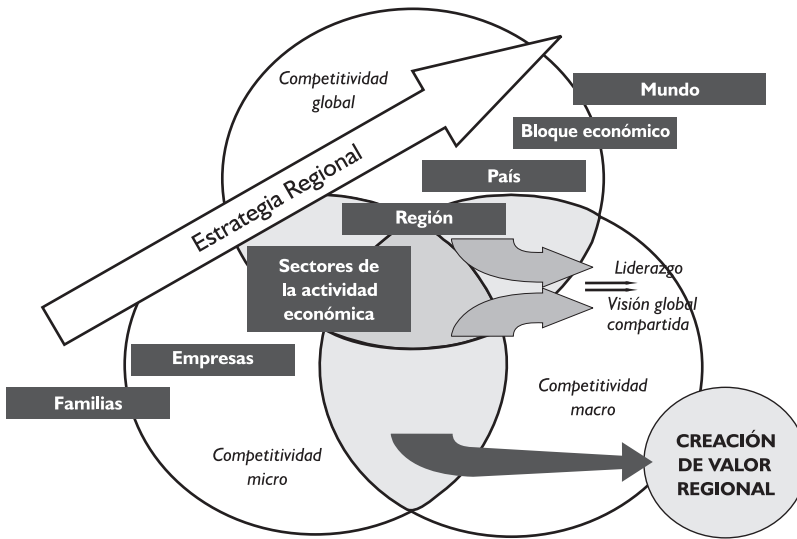 Competitividad
global
Mundo
Bloque económico
País
Estrategia Regional
Región
Sectores de
la actividad
económica
Liderazgo
Visión global
compartida
Empresas
Familias
Competitividad
macro
Competitividad
micro
CREACIÓN
DE VALOR
REGIONAL